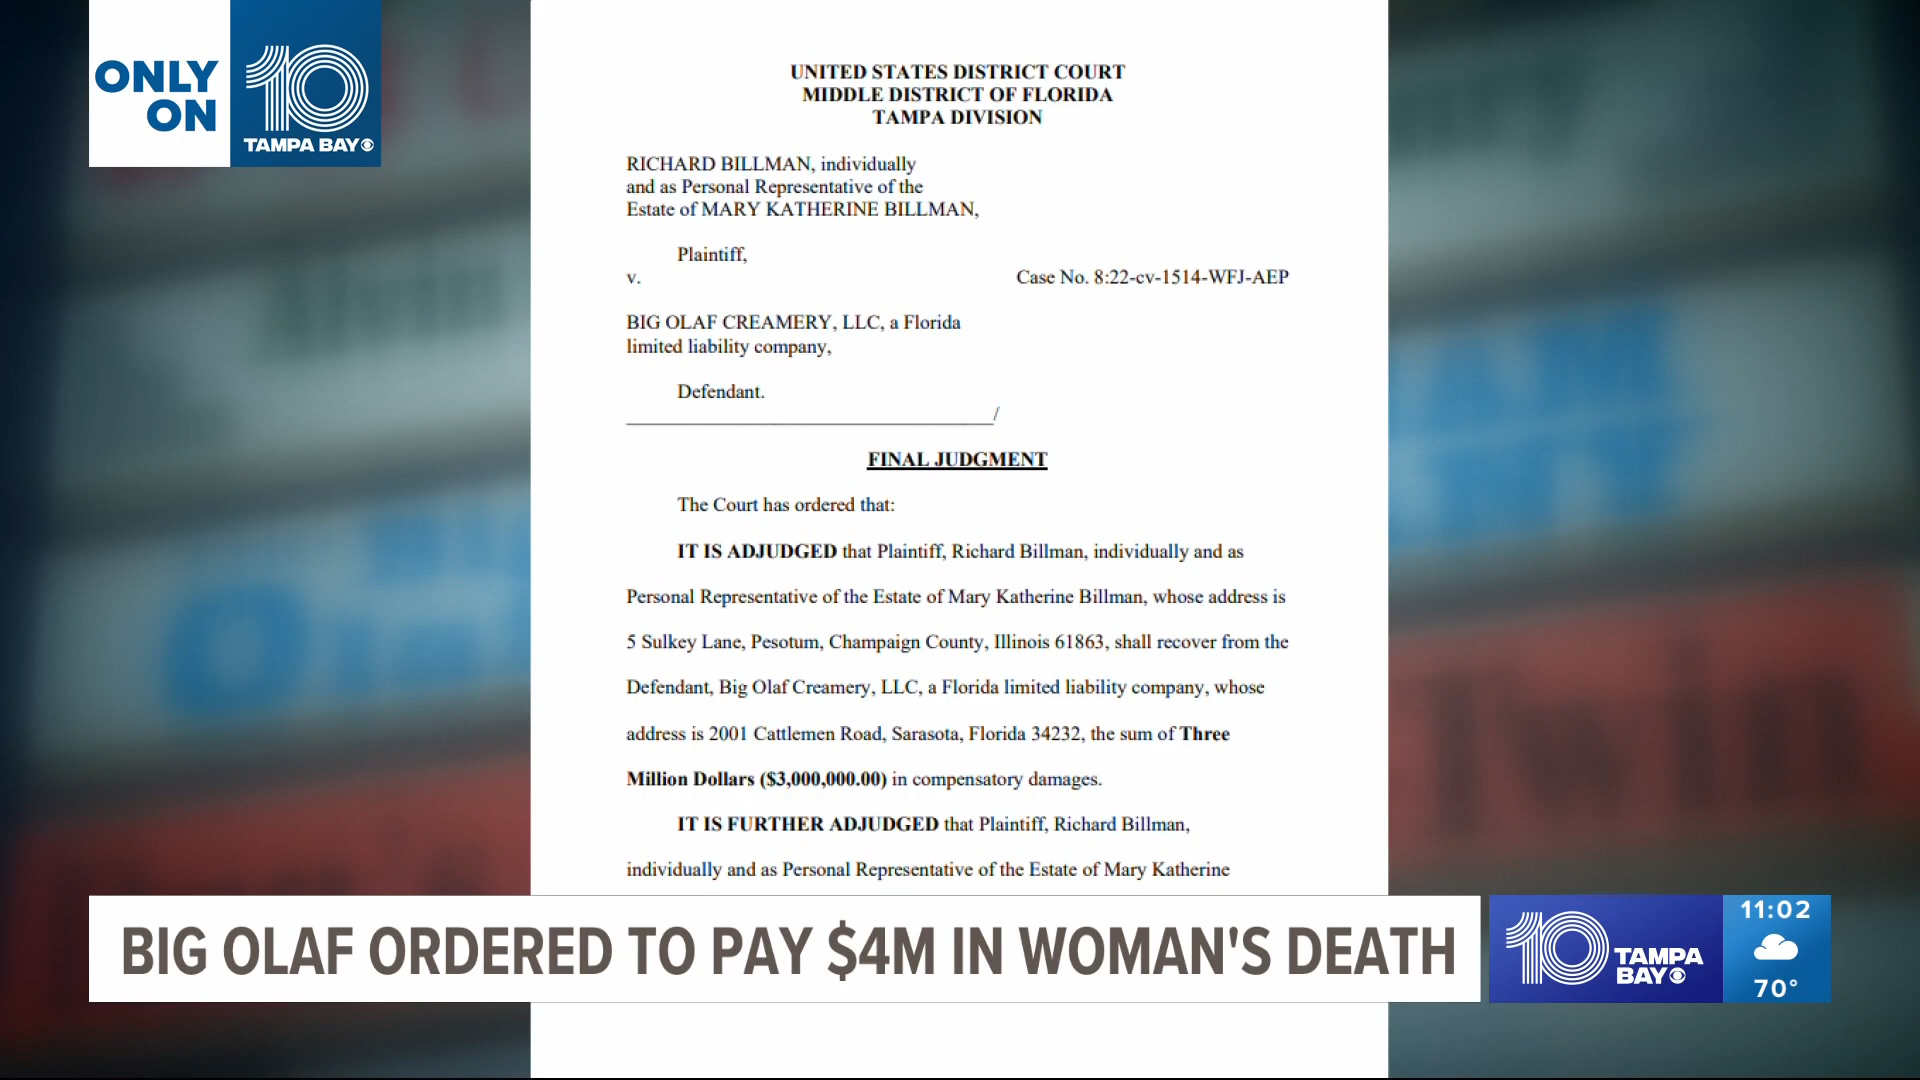 ONLY
ON
10
TAMPA BAY
UNITED STATES DISTRICT COURT
MIDDLE DISTRICT OF FLORIDA
TAMPA DIVISION
RICHARD BILLMAN, individually
and as Personal Representative of the
Estate of MARY KATHERINE BILLMAN,
Plaintiff,
v.
Case No. 8:22-cv-1514-WFJ-AEP
BIG OLAF CREAMERY, LLC, a Florida
limited liability company,
Defendant.
/
FINAL JUDGMENT
The Court has ordered that:
IT IS ADJUDGED that Plaintiff, Richard Billman, individually and as
Personal Representative of the Estate of Mary Katherine Billman, whose address is
5 Sulkey Lane, Pesotum, Champaign County, Illinois 61863, shall recover from the
Defendant, Big Olaf Creamery, LLC, a Florida limited liability company, whose
address is 2001 Cattlemen Road, Sarasota, Florida 34232, the sum of Three
Million Dollars ($3,000,000.00) in compensatory damages.
IT IS FURTHER ADJUDGED that Plaintiff, Richard Billman,
individually and as Personal Representative of the Estate of Mary Katherine
BIG OLAF ORDERED TO PAY $4M IN WOMAN'S DEATH
10 TAMPA
BAY
11:02
70°